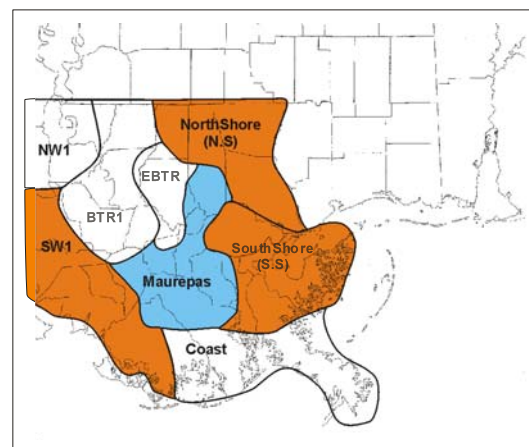 NorthShore
(N.S)
NW1
EBTR
BTR1
SW1
SouthShore
(S.S)
Maurepas
Coast